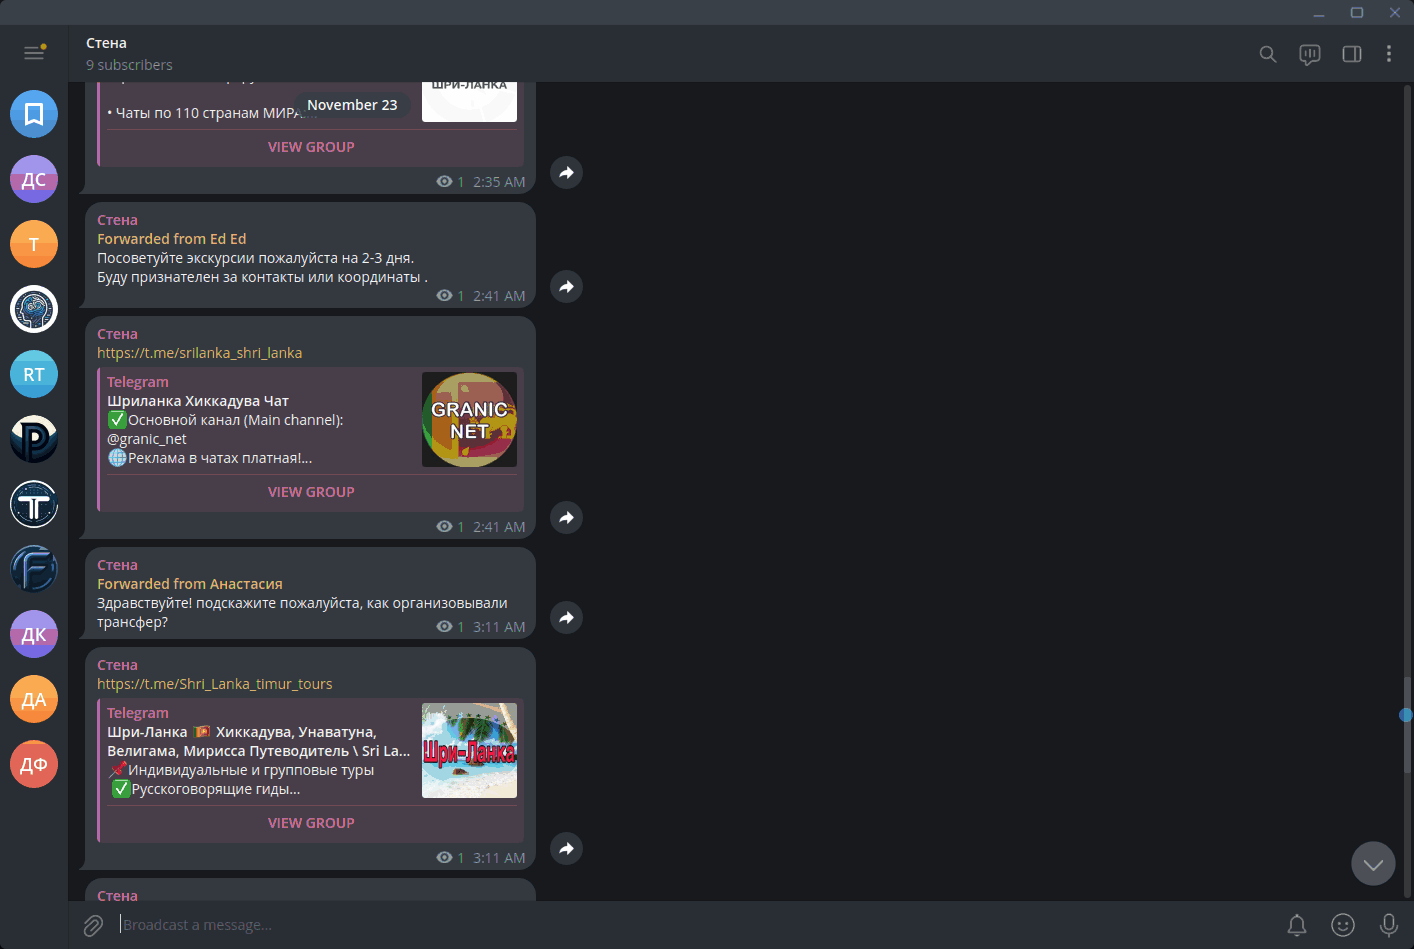 Стена
9 subscribers
ШРИ-ЛАНКА
November 23
• Чаты по 110 странам МИРА...
VIEW GROUP
1 2:35 AM
Стена
Forwarded from Ed Ed
Посоветуйте экскурсии пожалуйста на 2-3 дня.
Буду признателен за контакты или координаты .
1 2:41 AM
Стена
https://t.me/srilanka_shri_lanka
Telegram
Шриланка Хиккадува Чат
✅Основной канал (Main channel):
@granic_net
🌐Реклама в чатах платная!...
GRANIC
NET
VIEW GROUP
1 2:41 AM
Стена
Forwarded from Анастасия
Здравствуйте! подскажите пожалуйста, как организовывали
трансфер?
1 3:11 AM
Стена
https://t.me/Shri_Lanka_timur_tours
Telegram
Шри-Ланка 🇱🇰 Хиккадува, Унаватуна,
Велигама, Мирисса Путеводитель \ Sri La...
📌Индивидуальные и групповые туры
✅Русскоговорящие гиды...
Шри-Ланка
VIEW GROUP
1 3:11 AM
Стена
Broadcast a message...
ДС
T
RT
P
T
F
ДК
ДА
ДФ